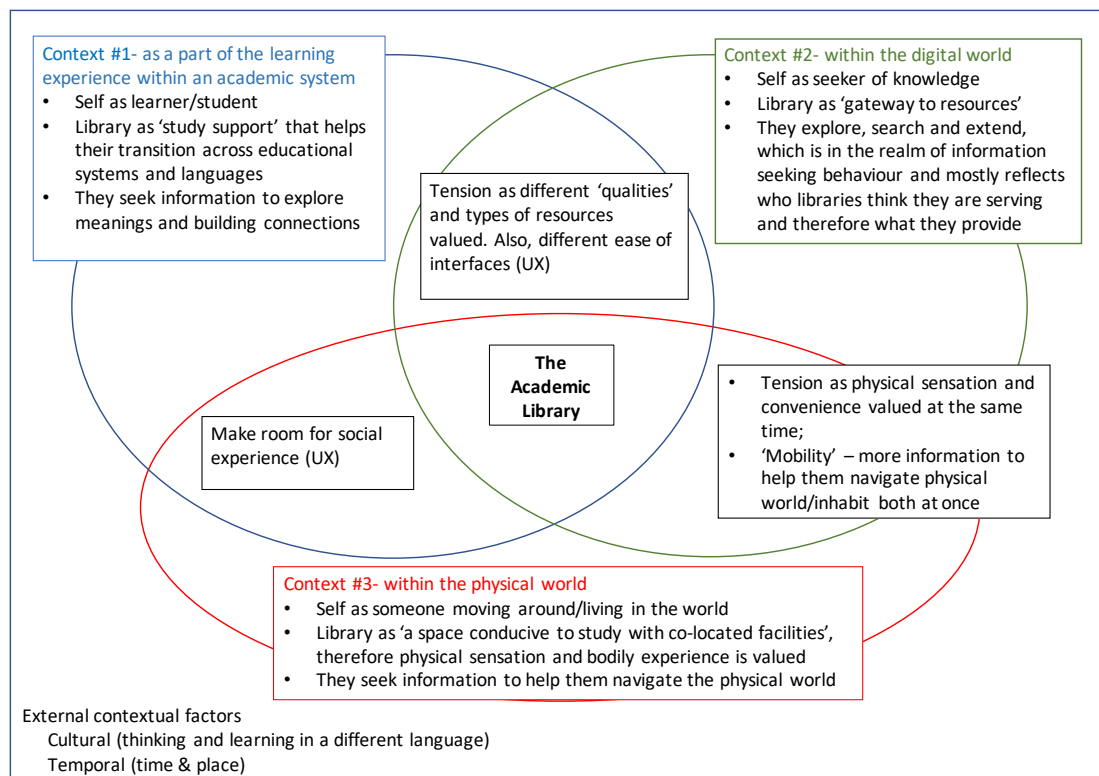 Context #1- as a part of the learning
experience within an academic system
• Self as learner/student
• Library as ‘study support’ that helps
their transition across educational
systems and languages
• They seek information to explore
meanings and building connections
Context #2- within the digital world
• Self as seeker of knowledge
• Library as ‘gateway to resources’
• They explore, search and extend,
which is in the realm of information
seeking behaviour and mostly reflects
who libraries think they are serving
and therefore what they provide
Tension as different ‘qualities’
and types of resources
valued. Also, different ease of
interfaces (UX)
The
Academic
Library
Make room for social
experience (UX)
• Tension as physical sensation and
convenience valued at the same
time;
• ‘Mobility’ – more information to
help them navigate physical
world/inhabit both at once
Context #3- within the physical world
• Self as someone moving around/living in the world
• Library as ‘a space conducive to study with co-located facilities’,
therefore physical sensation and bodily experience is valued
• They seek information to help them navigate the physical world
External contextual factors
Cultural (thinking and learning in a different language)
Temporal (time & place)